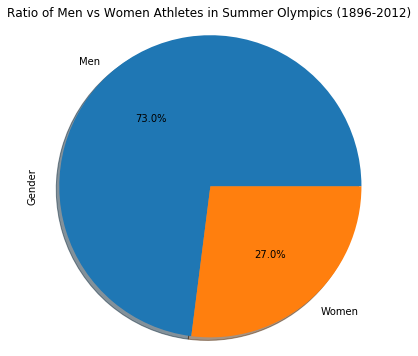 Ratio of Men vs Women Athletes in Summer Olympics (1896-2012)
Men
73.0%
Gender
27.0%
Women